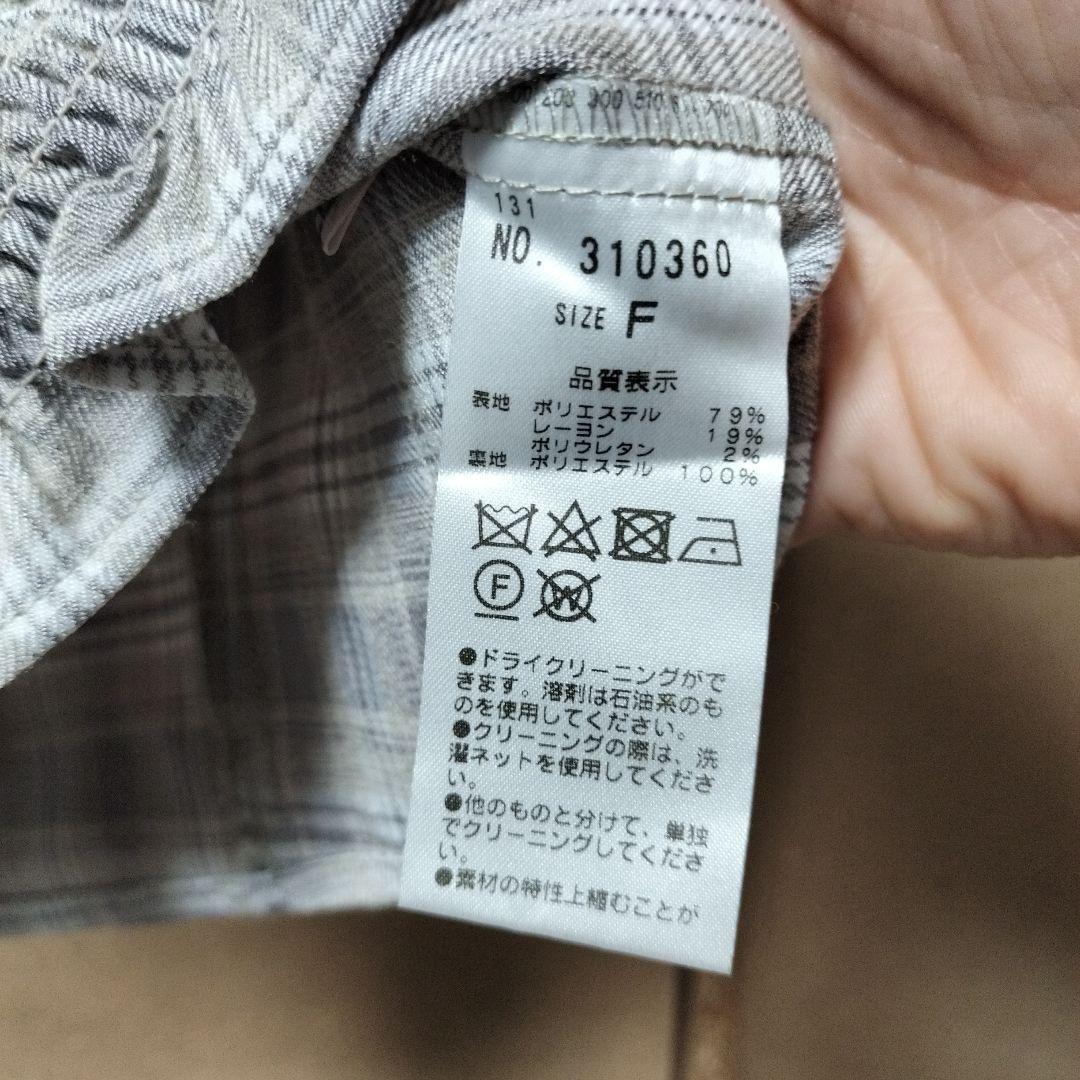 200 300 510
131
NO. 310360
SIZE F
品質表示
表地 ポリエステル 79%
レーヨン 19%
ポリウレタン 2%
裏地 ポリエステル 100%
F
W
●ドライクリーニングがで
きます。溶剤は石油系のも
のを使用してください。
●クリーニングの際は、洗
濯ネットを使用してくださ
い。
●他のものと分けて、単独
でクリーニングしてくださ
い。
●素材の特性上縮むことが